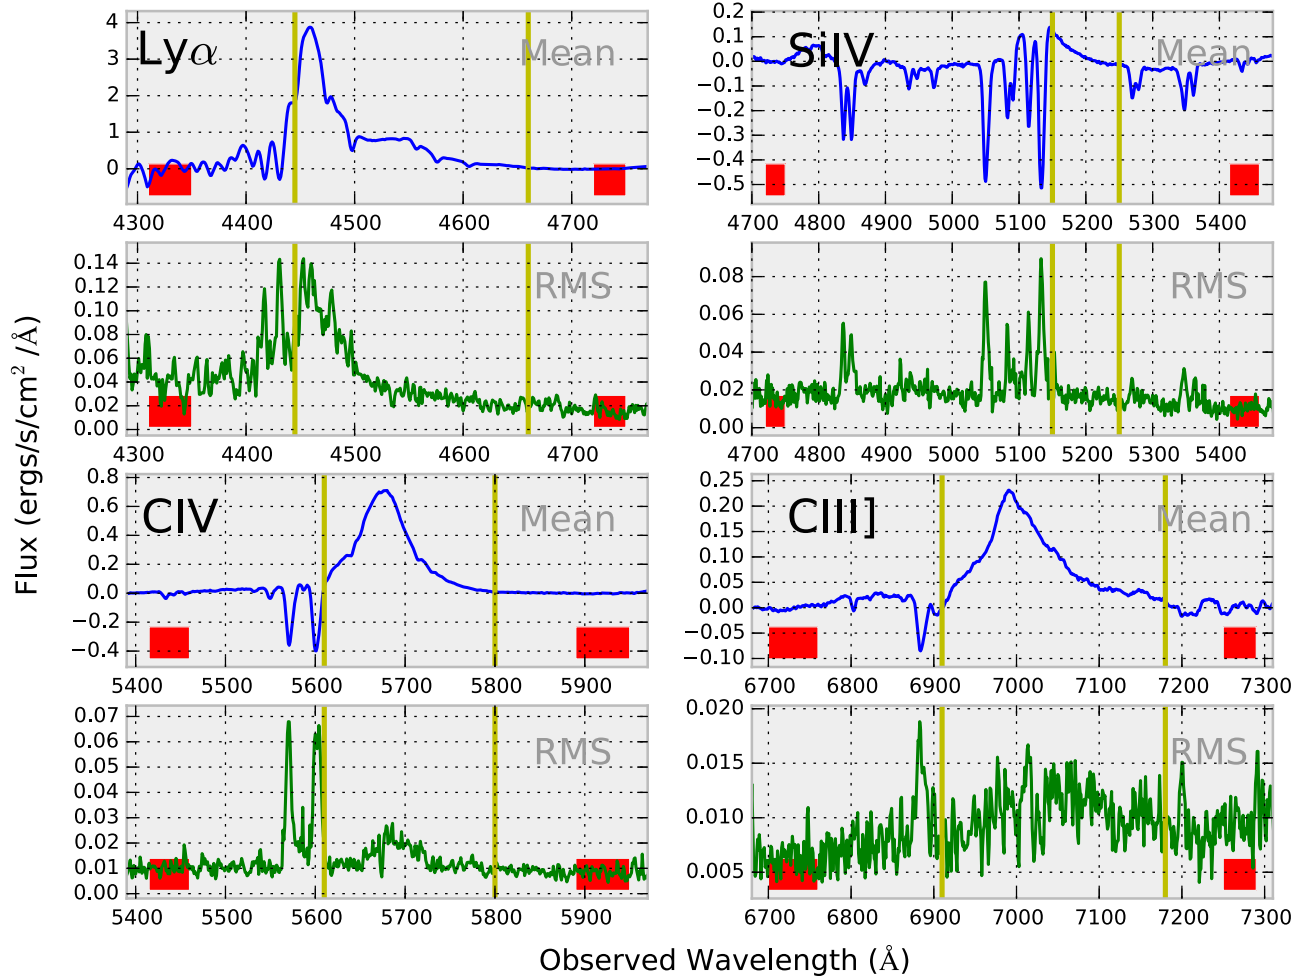 Lyα
Mean
4
3
2
1
0
4300 4400 4500 4600 4700
SiIV
Mean
0.2
0.1
0.0
−0.1
−0.2
−0.3
−0.4
−0.5
4700 4800 4900 5000 5100 5200 5300 5400
RMS
0.14
0.12
0.10
0.08
0.06
0.04
0.02
0.00
4300 4400 4500 4600 4700
RMS
0.08
0.06
0.04
0.02
0.00
4700 4800 4900 5000 5100 5200 5300 5400
CIV
Mean
0.8
0.6
0.4
0.2
0.0
−0.2
−0.4
5400 5500 5600 5700 5800 5900
CIII]
Mean
0.25
0.20
0.15
0.10
0.05
0.00
−0.05
−0.10
6700 6800 6900 7000 7100 7200 7300
RMS
0.07
0.06
0.05
0.04
0.03
0.02
0.01
0.00
5400 5500 5600 5700 5800 5900
RMS
0.020
0.015
0.010
0.005
6700 6800 6900 7000 7100 7200 7300
Flux (ergs/s/cm² /Å)
Observed Wavelength (Å)